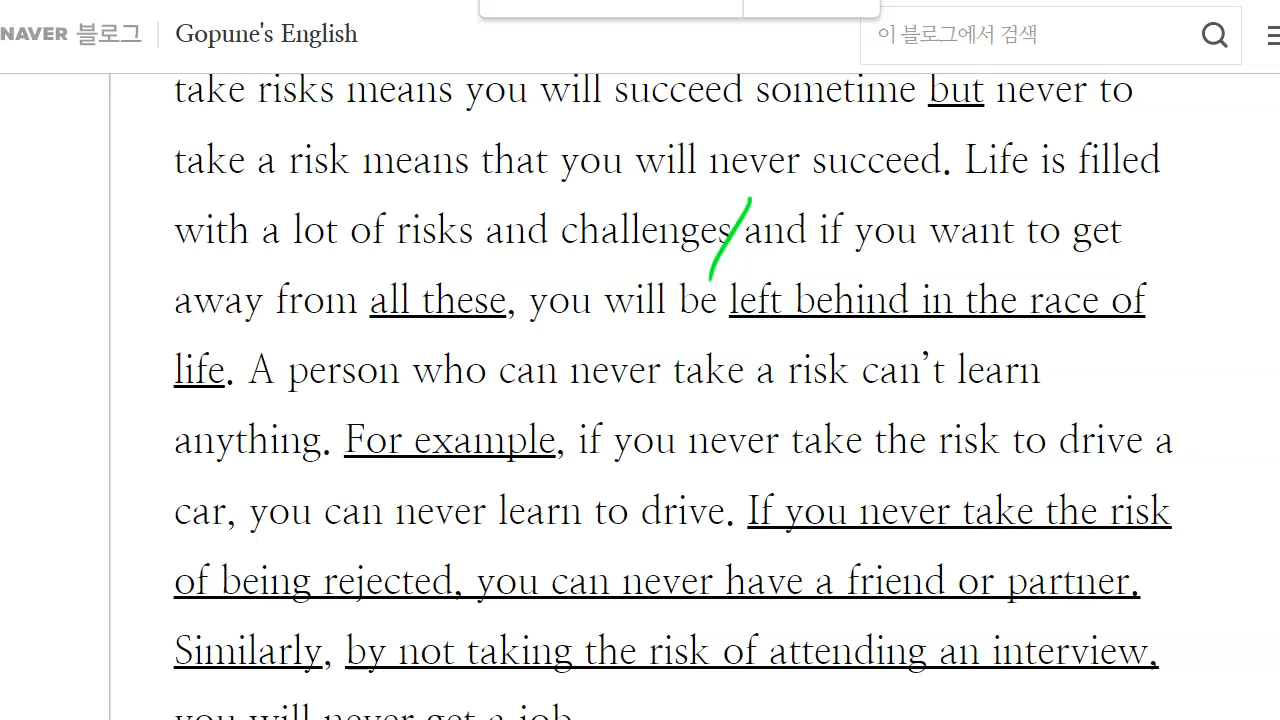 NAVER 블로그 Gopune's English 이 블로그에서 검색
take risks means you will succeed sometime but never to
take a risk means that you will never succeed. Life is filled
with a lot of risks and challenges and if you want to get
away from all these, you will be left behind in the race of
life. A person who can never take a risk can’t learn
anything. For example, if you never take the risk to drive a
car, you can never learn to drive. If you never take the risk
of being rejected, you can never have a friend or partner.
Similarly, by not taking the risk of attending an interview,
you will never get a job.